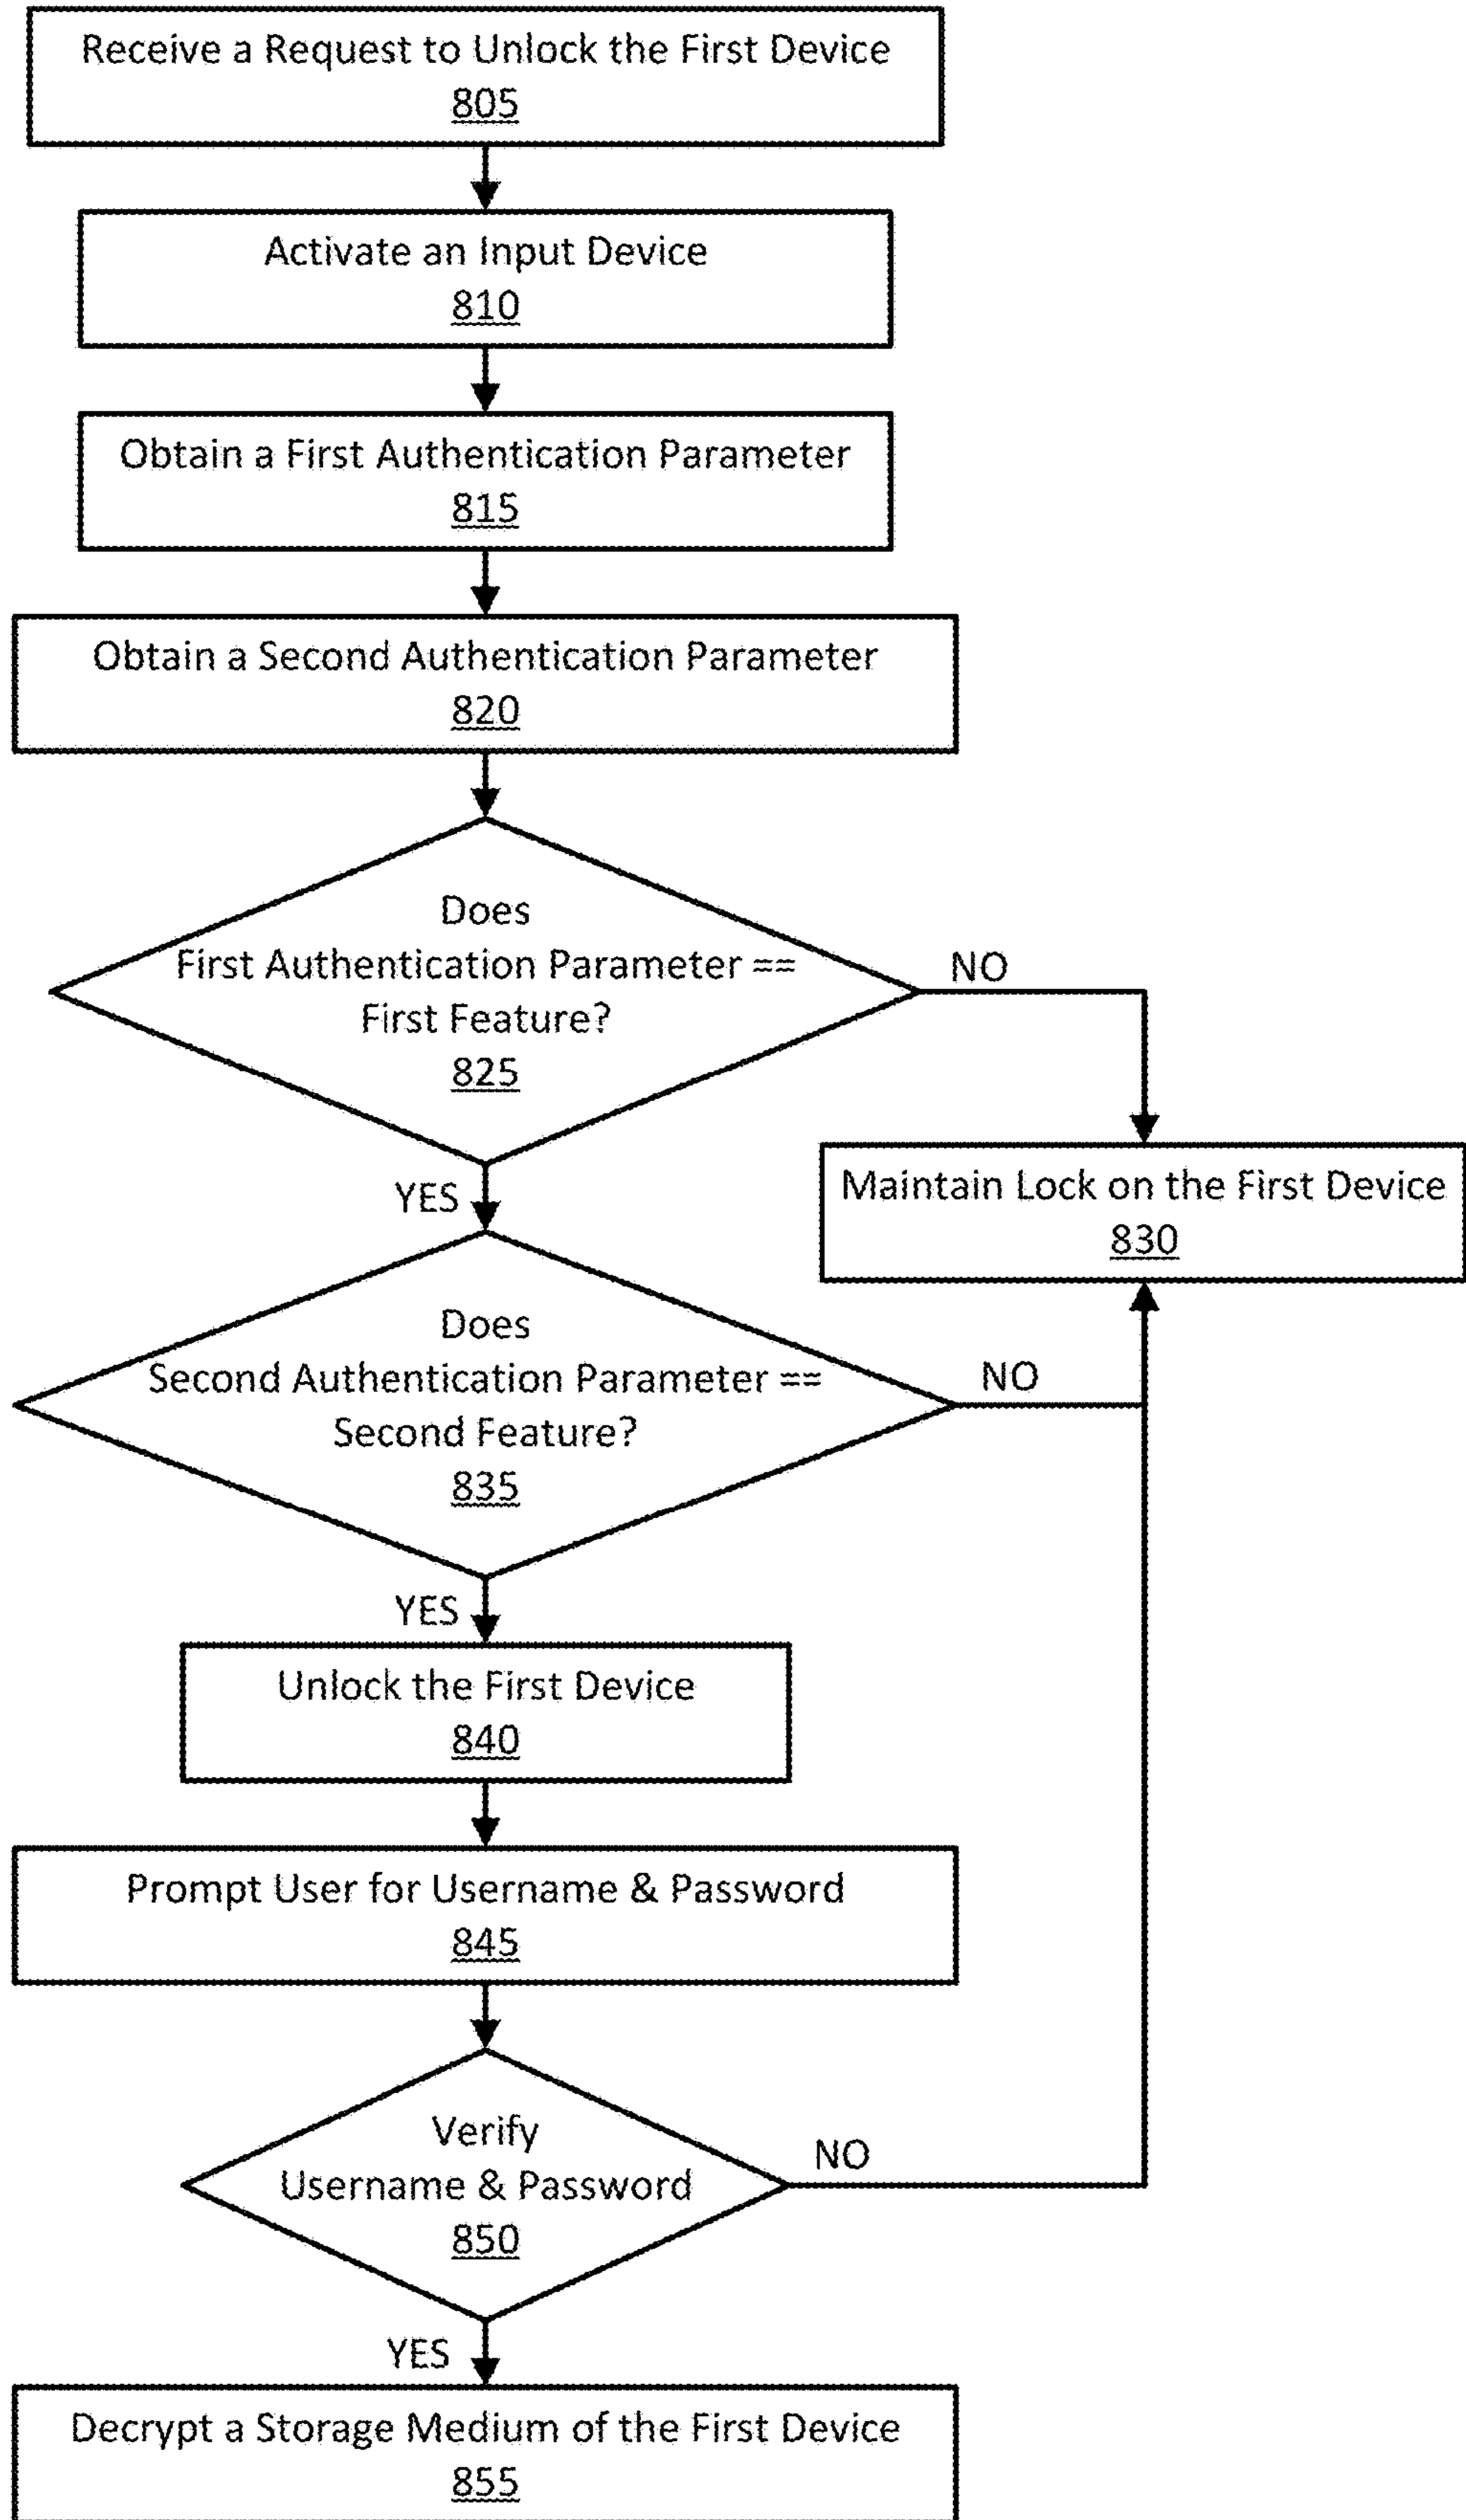 Receive a Request to Unlock the First Device
805
Activate an Input Device
810
Obtain a First Authentication Parameter
815
Obtain a Second Authentication Parameter
820
Does
First Authentication Parameter ==
First Feature?
825
NO
YES
Maintain Lock on the First Device
830
Does
Second Authentication Parameter ==
Second Feature?
835
NO
YES
Unlock the First Device
840
Prompt User for Username & Password
845
Verify
Username & Password
850
NO
YES
Decrypt a Storage Medium of the First Device
855